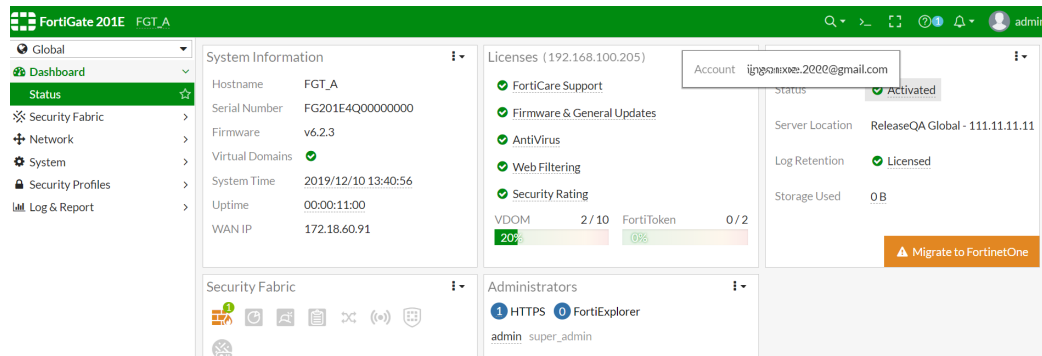 FortiGate 201E FGT_A
1 admin
Global
Dashboard
Status
Security Fabric
Network
System
Security Profiles
Log & Report
System Information
Hostname FGT_A
Serial Number FG201E4Q00000000
Firmware v6.2.3
Virtual Domains
System Time 2019/12/10 13:40:56
Uptime 00:00:11:00
WAN IP 172.18.60.91
Licenses (192.168.100.205)
FortiCare Support
Firmware & General Updates
AntiVirus
Web Filtering
Security Rating
VDOM 2 / 10 FortiToken 0 / 2
20% 0%
Account @gmail.com
Status Activated
Server Location ReleaseQA Global - 111.11.11.11
Log Retention Licensed
Storage Used 0 B
Migrate to FortinetOne
Security Fabric
1
Administrators
1 HTTPS 0 FortiExplorer
admin super_admin